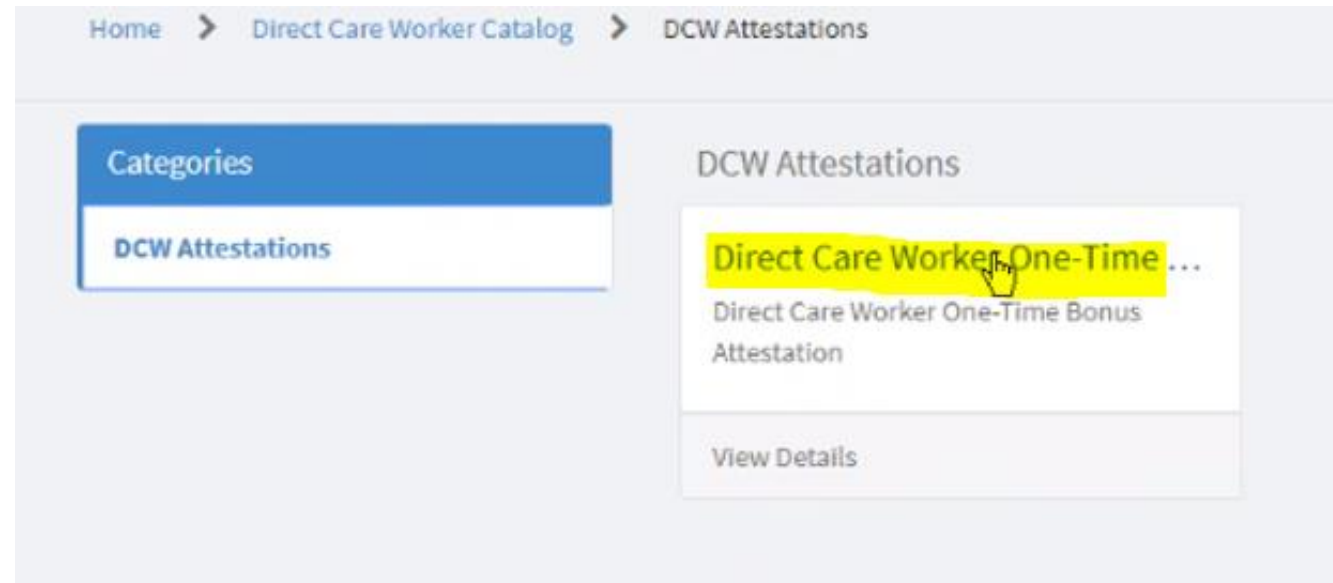 Home > Direct Care Worker Catalog > DCW Attestations
Categories
DCW Attestations
DCW Attestations
Direct Care Worker One-Time ...
Direct Care Worker One-Time Bonus
Attestation
View Details